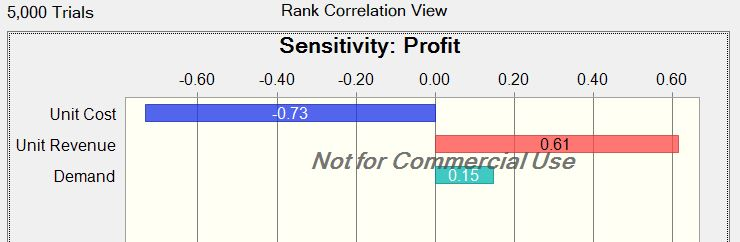 5,000 Trials Rank Correlation View
Sensitivity: Profit
-0.60 -0.40 -0.20 0.00 0.20 0.40 0.60
Unit Cost -0.73
Unit Revenue 0.61
Not for Commercial Use
Demand 0.15